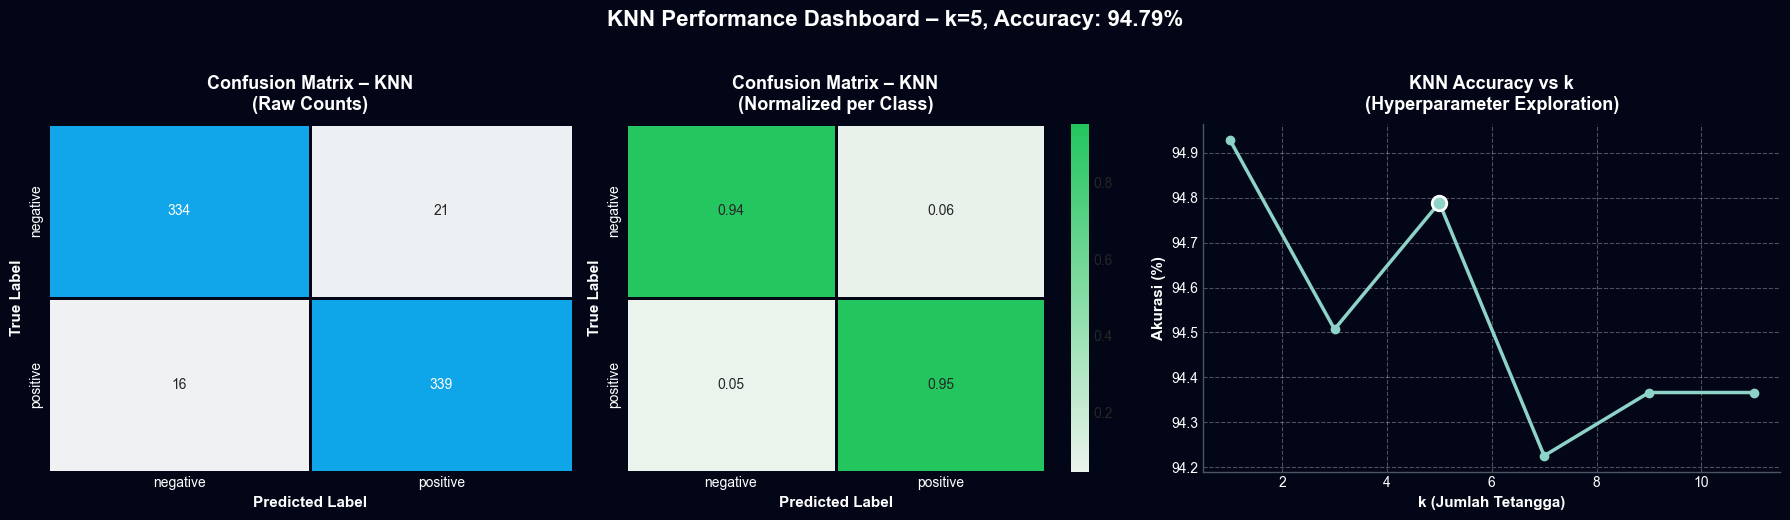 KNN Performance Dashboard – k=5, Accuracy: 94.79%
Confusion Matrix – KNN
(Raw Counts)
True Label
negative
positive
334
21
16
339
negative
positive
Predicted Label
Confusion Matrix – KNN
(Normalized per Class)
True Label
negative
positive
0.94
0.06
0.05
0.95
negative
positive
Predicted Label
0.8
0.6
0.4
0.2
KNN Accuracy vs k
(Hyperparameter Exploration)
Akurasi (%)
94.9
94.8
94.7
94.6
94.5
94.4
94.3
94.2
2
4
6
8
10
k (Jumlah Tetangga)